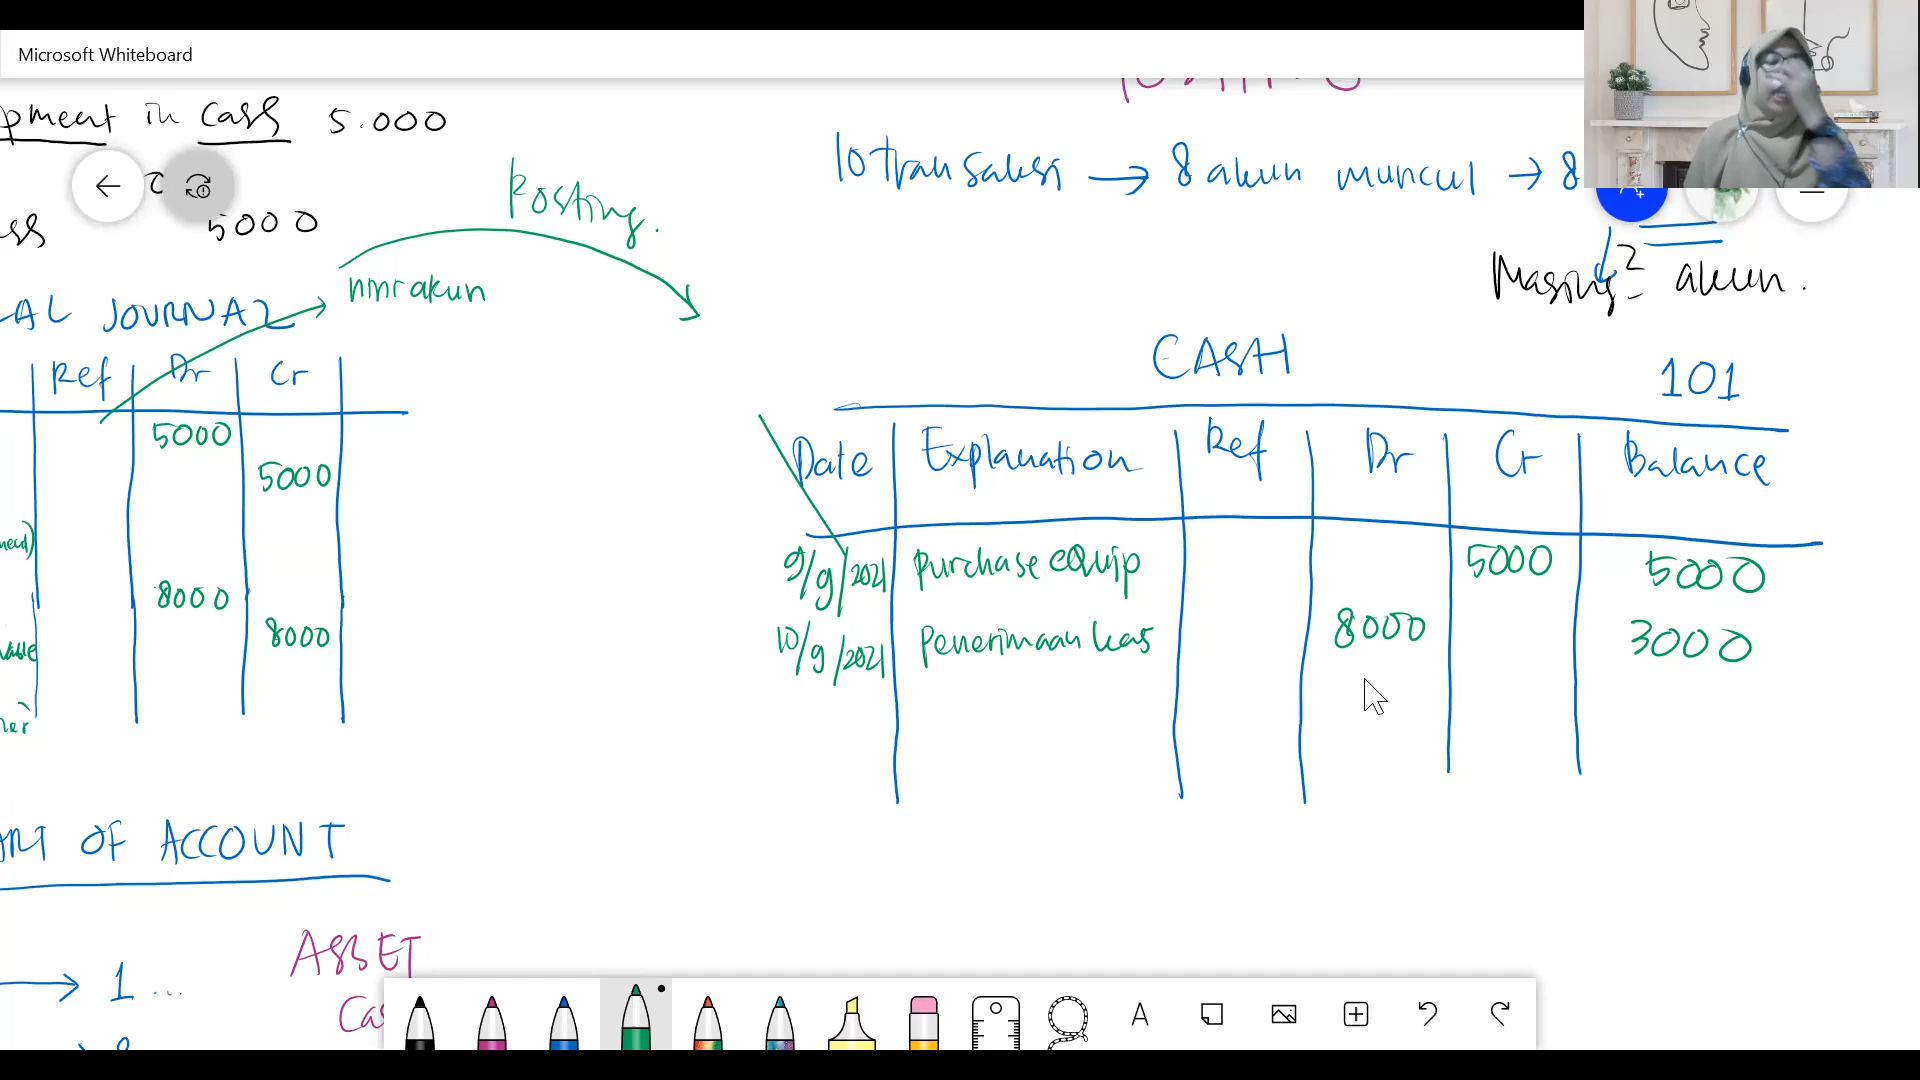 Microsoft Whiteboard
pment in Cash 5.000
5000
Posting.
nmr akun
AL JOURNAL
Ref Dr Cr
5000
5000
8000
8000
ART OF ACCOUNT
1 ...
ASSET
10 transaksi → 8 akun muncul → 8
Masing2 akun.
CASH
101
Date Explanation Ref Dr Cr Balance
9/9/2021 Purchase equip 5000 5000
10/9/2021 Penerimaan kas 8000 3000